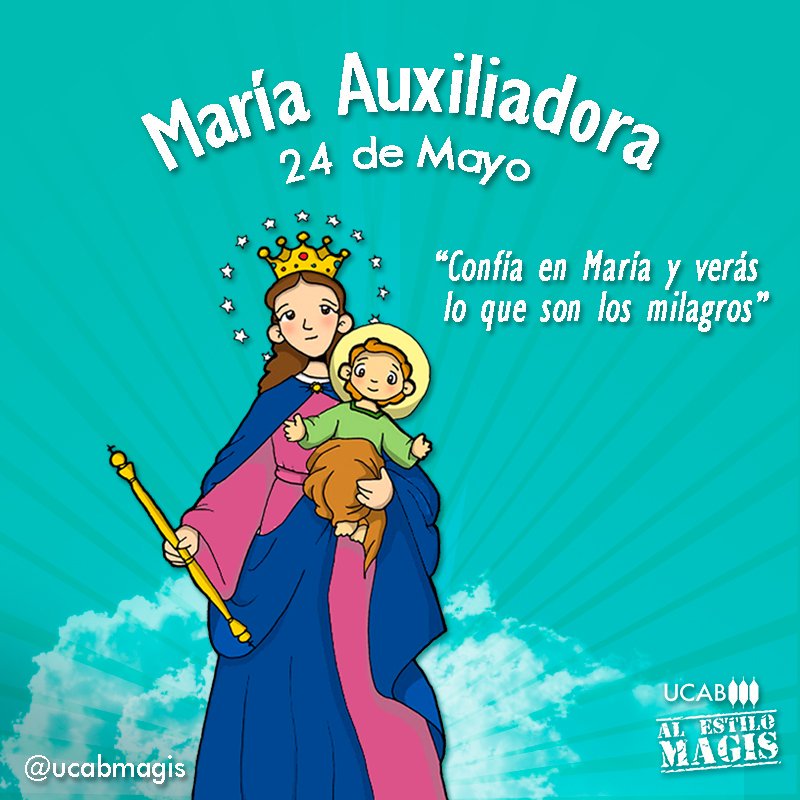 María Auxiliadora
24 de Mayo
“Confía en María y verás
lo que son los milagros”
UCAB
AL ESTILO
MAGIS
@ucabmagis